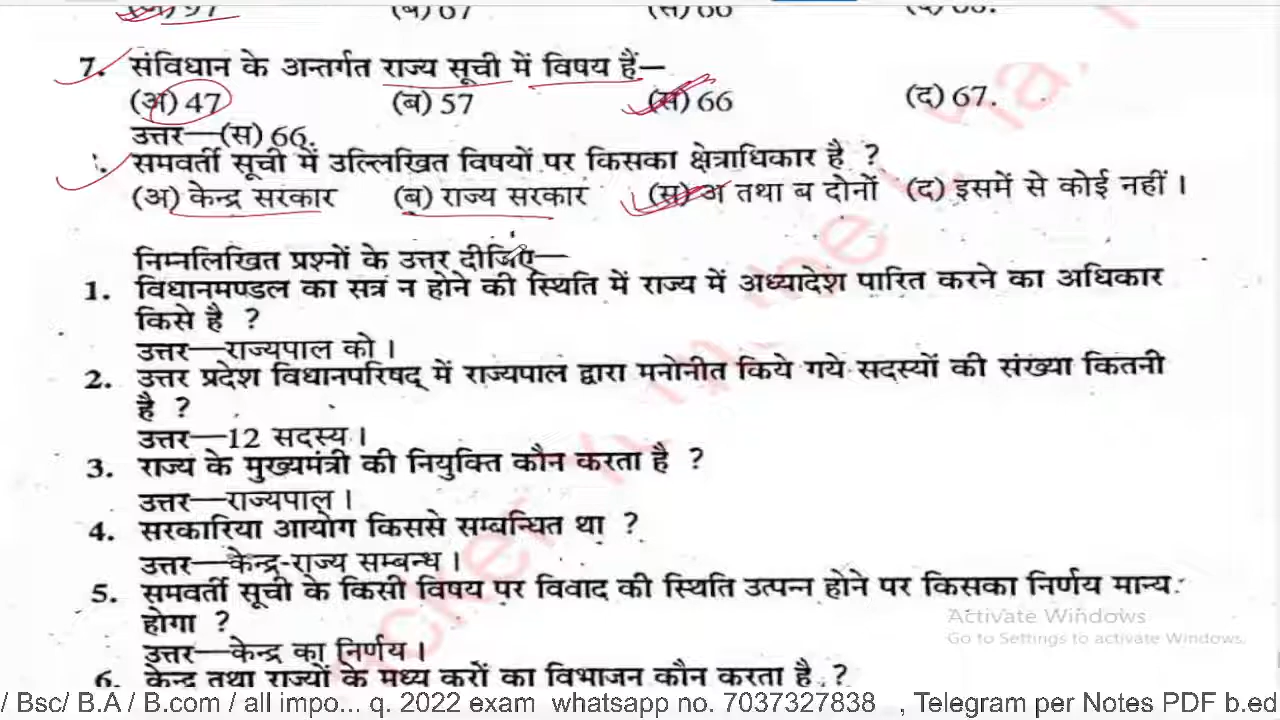 7. संविधान के अन्तर्गत राज्य सूची में विषय हैं—
(अ) 47 (ब) 57 (स) 66 (द) 67.
उत्तर—(स) 66.
समवर्ती सूची में उल्लिखित विषयों पर किसका क्षेत्राधिकार है ?
(अ) केन्द्र सरकार (ब) राज्य सरकार (स) अ तथा ब दोनों (द) इसमें से कोई नहीं ।
निम्नलिखित प्रश्नों के उत्तर दीजिए—
1. विधानमण्डल का सत्र न होने की स्थिति में राज्य में अध्यादेश पारित करने का अधिकार
किसे है ?
उत्तर—राज्यपाल को ।
2. उत्तर प्रदेश विधानपरिषद् में राज्यपाल द्वारा मनोनीत किये गये सदस्यों की संख्या कितनी
है ?
उत्तर—12 सदस्य ।
3. राज्य के मुख्यमंत्री की नियुक्ति कौन करता है ?
उत्तर—राज्यपाल ।
4. सरकारिया आयोग किससे सम्बन्धित था ?
उत्तर—केन्द्र-राज्य सम्बन्ध ।
5. समवर्ती सूची के किसी विषय पर विवाद की स्थिति उत्पन्न होने पर किसका निर्णय मान्य
होगा ?
उत्तर—केन्द्र का निर्णय ।
6. केन्द्र तथा राज्यों के मध्य करों का विभाजन कौन करता है ?
Activate Windows
Go to Settings to activate Windows.
/ Bsc/ B.A / B.com / all impo... q. 2022 exam whatsapp no. 7037327838 , Telegram per Notes PDF b.ed